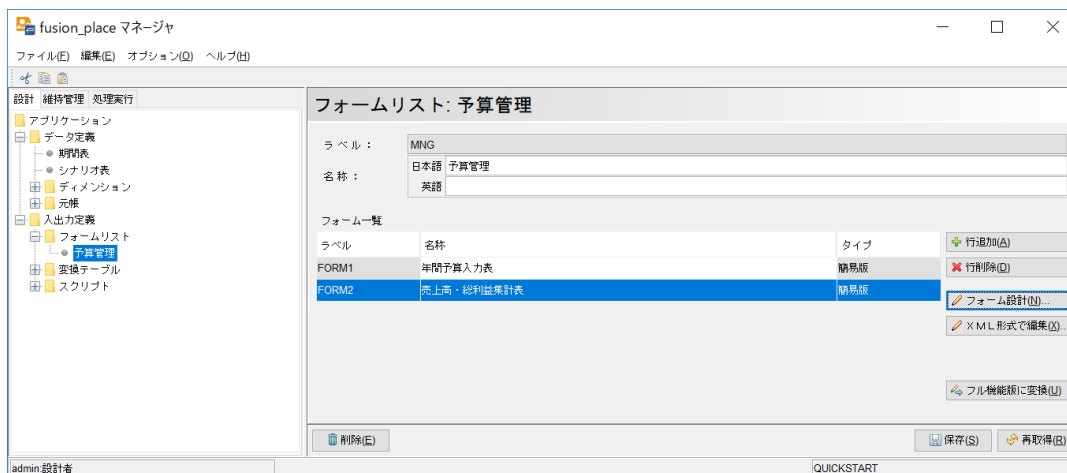 fusion_place マネージャ
ファイル(F) 編集(E) オプション(O) ヘルプ(H)
設計 維持管理 処理実行
アプリケーション
データ定義
期間表
シナリオ表
ディメンション
元帳
入出力定義
フォームリスト
予算管理
変換テーブル
スクリプト
フォームリスト: 予算管理
ラベル： MNG
名称： 日本語 予算管理
英語
フォーム一覧
ラベル 名称 タイプ
FORM1 年間予算入力表 簡易版
FORM2 売上高・総利益集計表 簡易版
行追加(A)
行削除(D)
フォーム設計(N)...
ＸＭＬ形式で編集(X)...
フル機能版に変換(U)
削除(E) 保存(S) 再取得(R)
admin:設計者 QUICKSTART